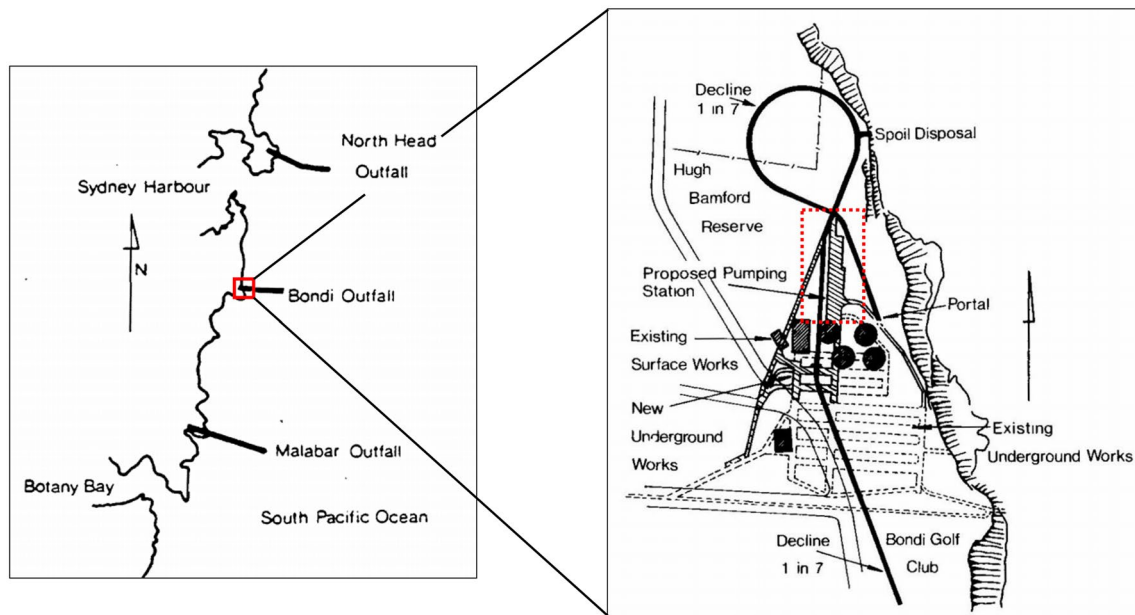 North Head
Outfall
Sydney Harbour
N
Bondi Outfall
Malabar Outfall
Botany Bay
South Pacific Ocean
Decline
1 in 7
Spoil Disposal
Hugh
Bamford
Reserve
Proposed Pumping
Station
Portal
Existing
Surface Works
New
Underground
Works
Existing
Underground Works
Decline
1 in 7
Bondi Golf
Club